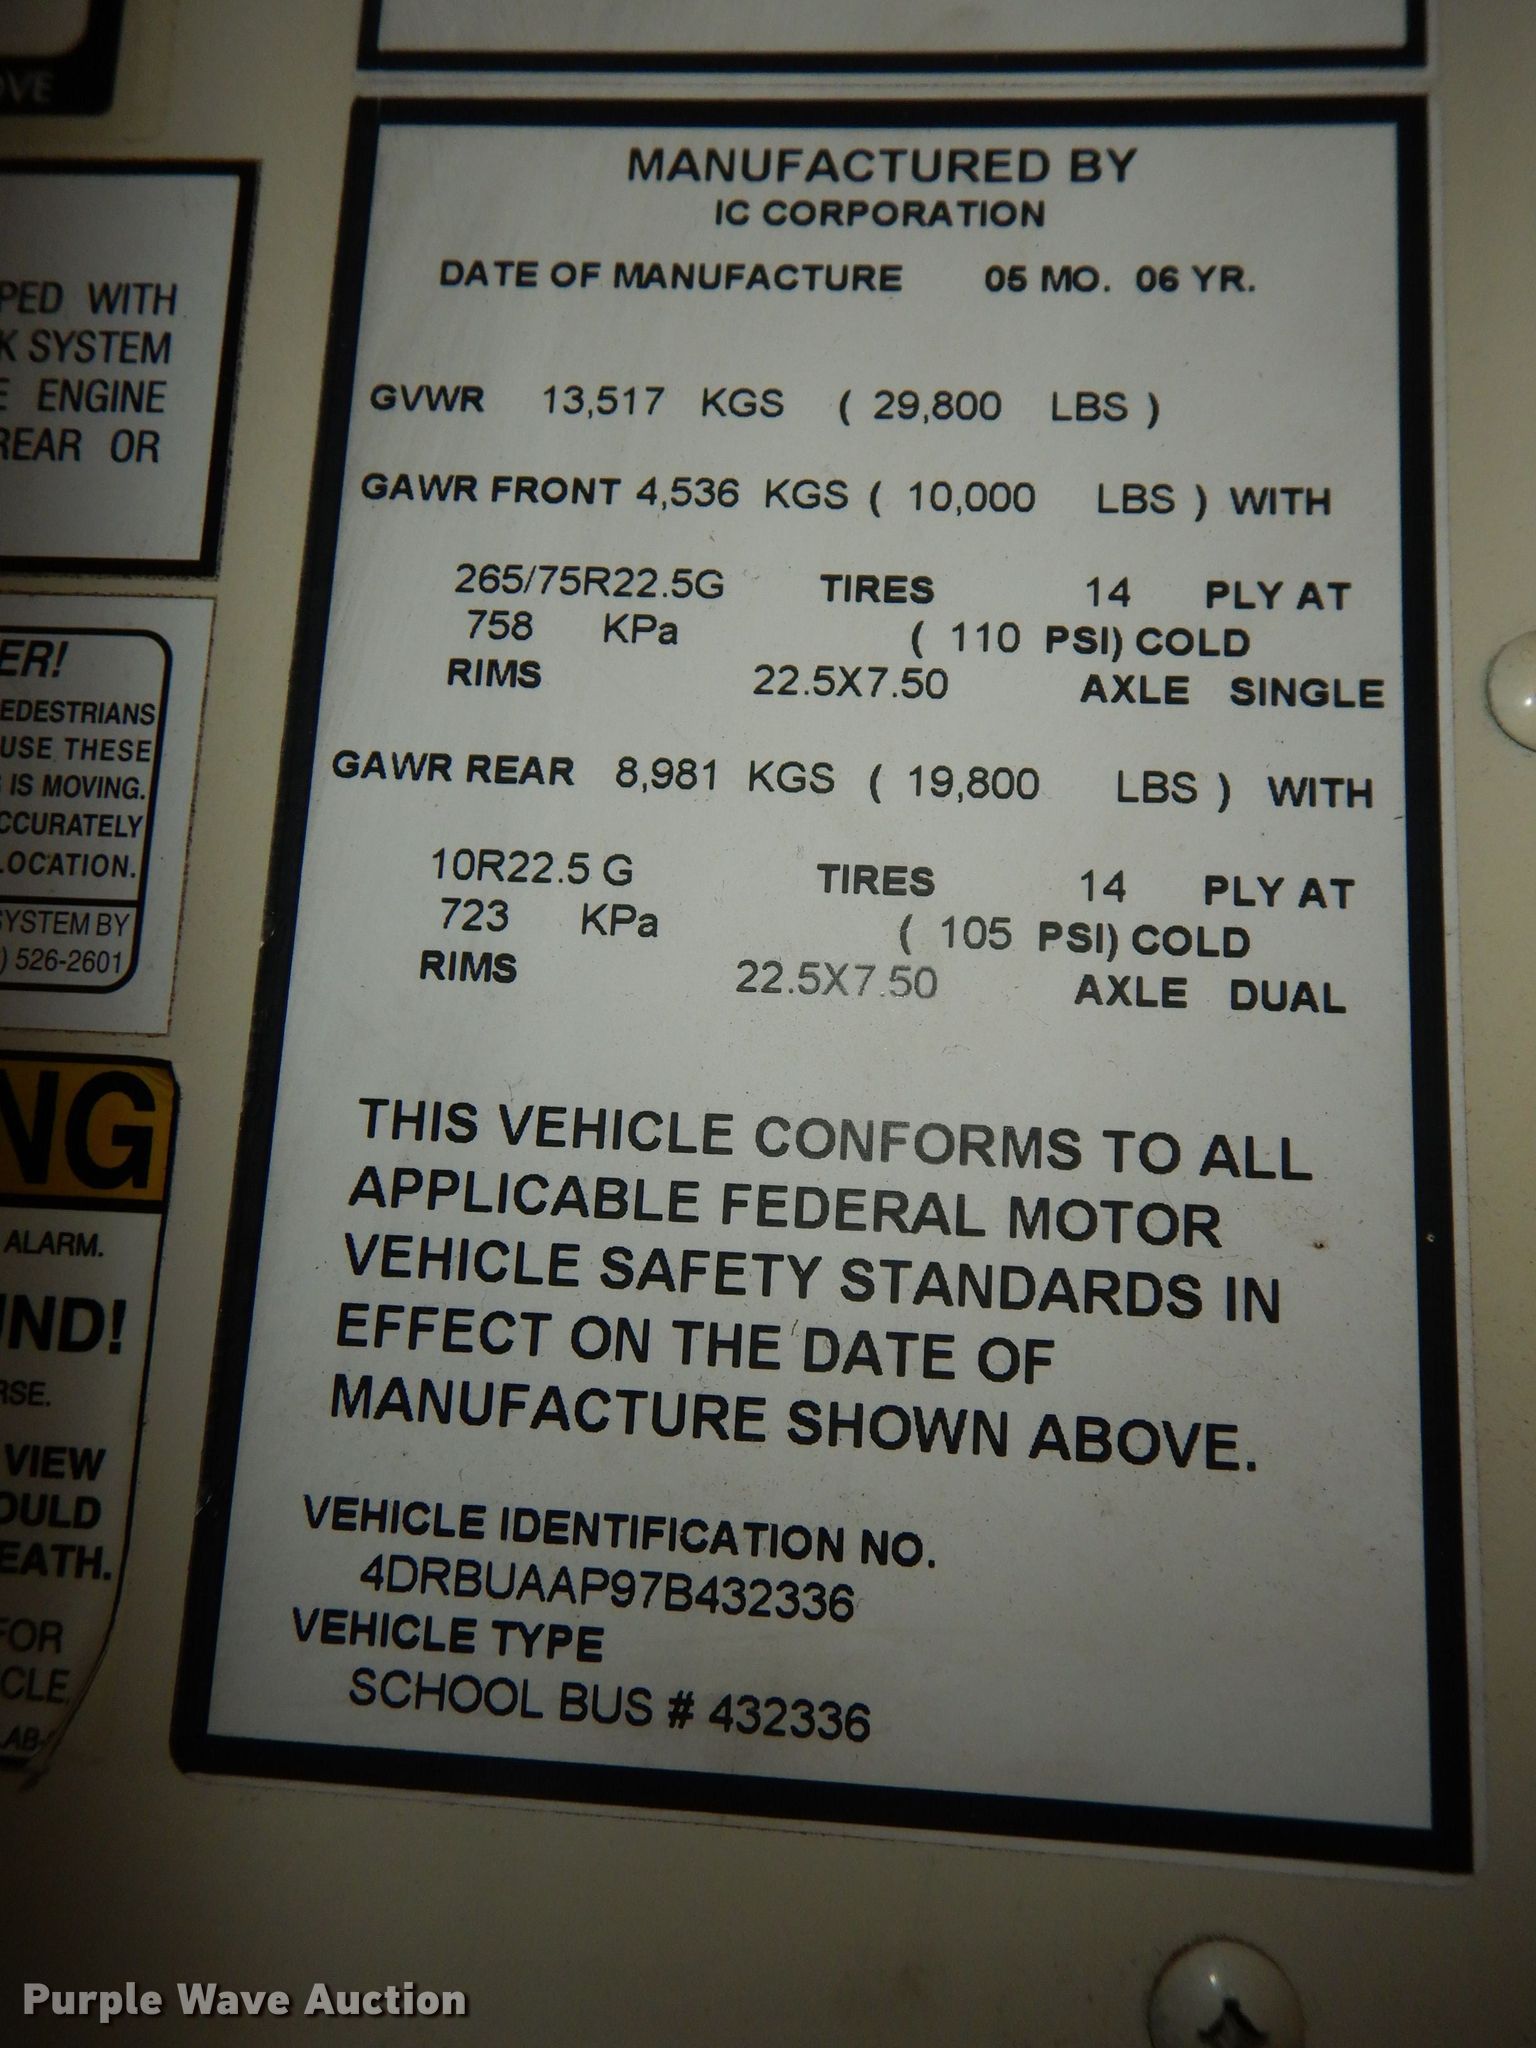 OVE
PED WITH
K SYSTEM
E ENGINE
REAR OR
ER!
EDESTRIANS
USE THESE
IS MOVING.
CCURATELY
LOCATION.
SYSTEM BY
) 526-2601
NG
ALARM.
UND!
RSE.
VIEW
OULD
EATH.
FOR
CLE
LAB-
MANUFACTURED BY
IC CORPORATION
DATE OF MANUFACTURE 05 MO. 06 YR.
GVWR 13,517 KGS ( 29,800 LBS )
GAWR FRONT 4,536 KGS ( 10,000 LBS ) WITH
265/75R22.5G TIRES 14 PLY AT
758 KPa ( 110 PSI) COLD
RIMS 22.5X7.50 AXLE SINGLE
GAWR REAR 8,981 KGS ( 19,800 LBS ) WITH
10R22.5 G TIRES 14 PLY AT
723 KPa ( 105 PSI) COLD
RIMS 22.5X7.50 AXLE DUAL
THIS VEHICLE CONFORMS TO ALL
APPLICABLE FEDERAL MOTOR
VEHICLE SAFETY STANDARDS IN
EFFECT ON THE DATE OF
MANUFACTURE SHOWN ABOVE.
VEHICLE IDENTIFICATION NO.
4DRBUAAP97B432336
VEHICLE TYPE
SCHOOL BUS # 432336
Purple Wave Auction